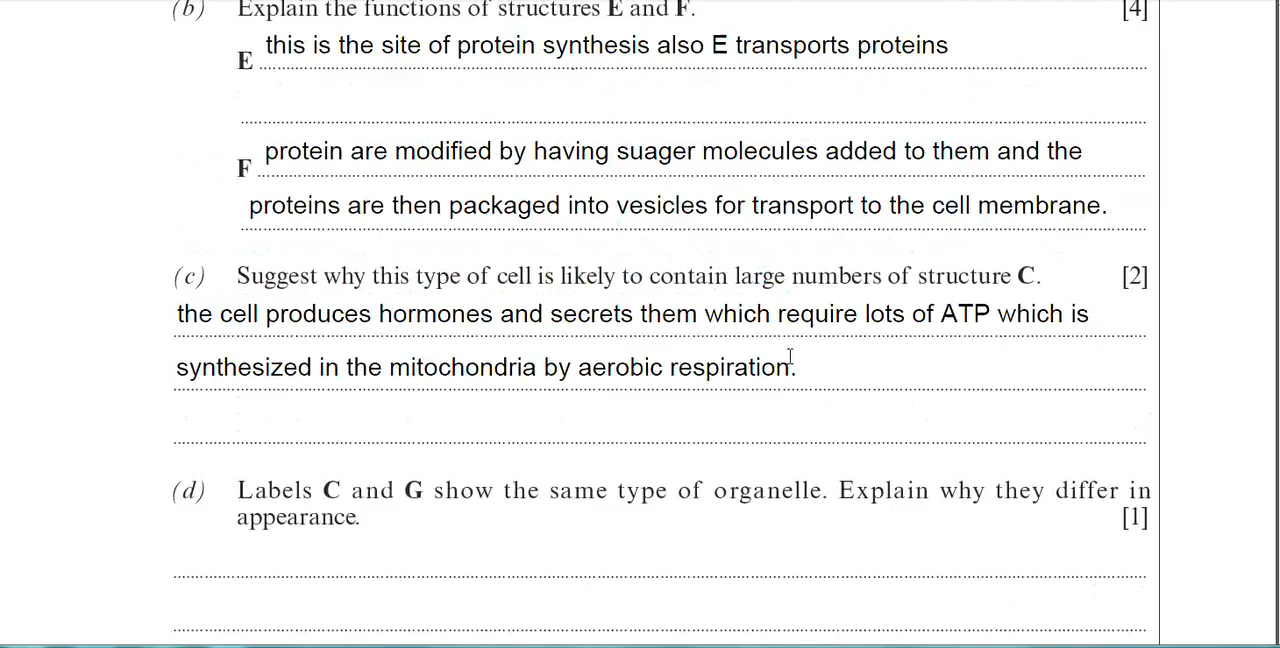 (b) Explain the functions of structures E and F. [4]
this is the site of protein synthesis also E transports proteins
E
protein are modified by having suager molecules added to them and the
F
proteins are then packaged into vesicles for transport to the cell membrane.
(c) Suggest why this type of cell is likely to contain large numbers of structure C. [2]
the cell produces hormones and secrets them which require lots of ATP which is
synthesized in the mitochondria by aerobic respiration.
(d) Labels C and G show the same type of organelle. Explain why they differ in
appearance. [1]